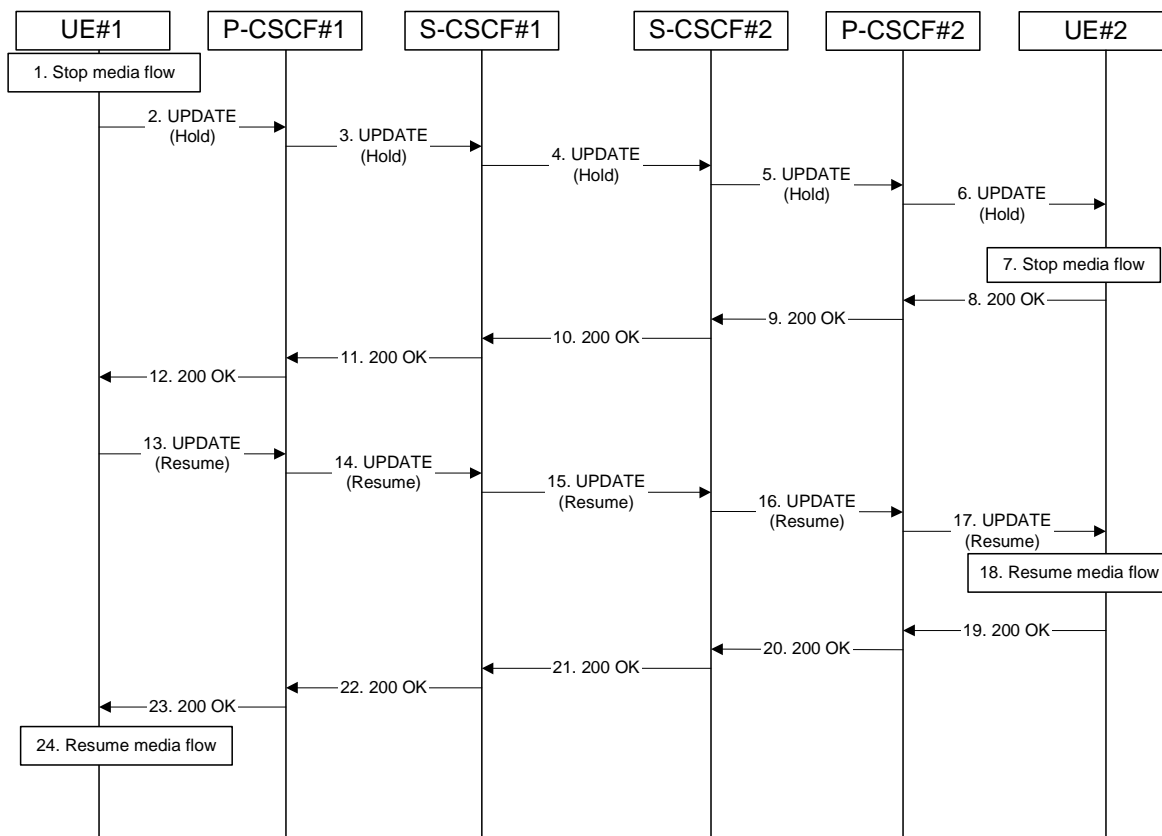 UE#1
P-CSCF#1
S-CSCF#1
S-CSCF#2
P-CSCF#2
UE#2
1. Stop media flow
2. UPDATE
(Hold)
3. UPDATE
(Hold)
4. UPDATE
(Hold)
5. UPDATE
(Hold)
6. UPDATE
(Hold)
7. Stop media flow
8. 200 OK
9. 200 OK
10. 200 OK
11. 200 OK
12. 200 OK
13. UPDATE
(Resume)
14. UPDATE
(Resume)
15. UPDATE
(Resume)
16. UPDATE
(Resume)
17. UPDATE
(Resume)
18. Resume media flow
19. 200 OK
20. 200 OK
21. 200 OK
22. 200 OK
23. 200 OK
24. Resume media flow